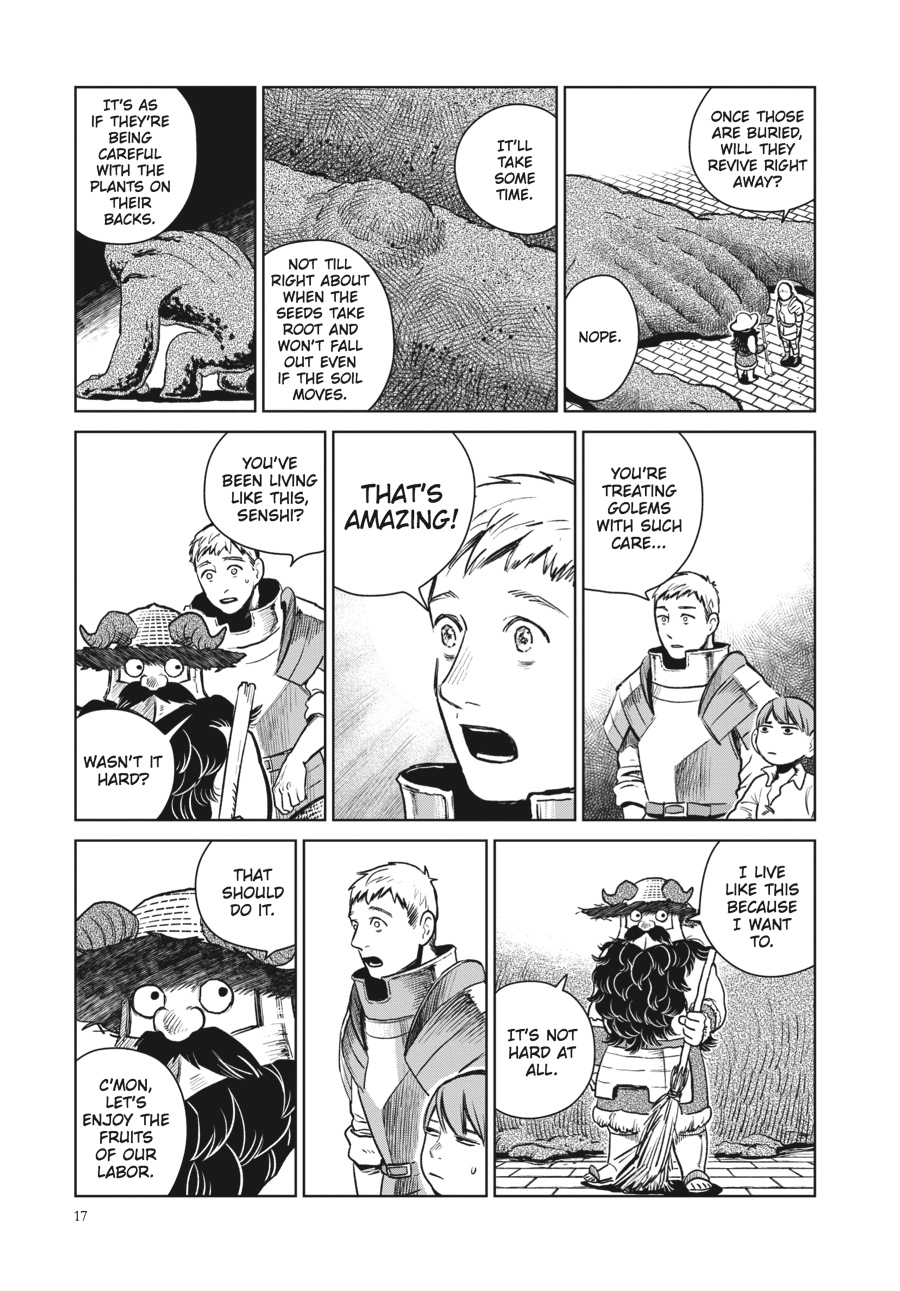 ONCE THOSE
ARE BURIED,
WILL THEY
REVIVE RIGHT
AWAY?
NOPE.
IT'LL
TAKE
SOME
TIME.
NOT TILL
RIGHT ABOUT
WHEN THE
SEEDS TAKE
ROOT AND
WON'T FALL
OUT EVEN
IF THE SOIL
MOVES.
IT'S AS
IF THEY'RE
BEING
CAREFUL
WITH THE
PLANTS ON
THEIR
BACKS.
YOU'RE
TREATING
GOLEMS
WITH SUCH
CARE...
THAT'S
AMAZING!
YOU'VE
BEEN LIVING
LIKE THIS,
SENSHI?
WASN'T IT
HARD?
I LIVE
LIKE THIS
BECAUSE
I WANT
TO.
IT'S NOT
HARD AT
ALL.
THAT
SHOULD
DO IT.
C'MON,
LET'S
ENJOY THE
FRUITS
OF OUR
LABOR.
17